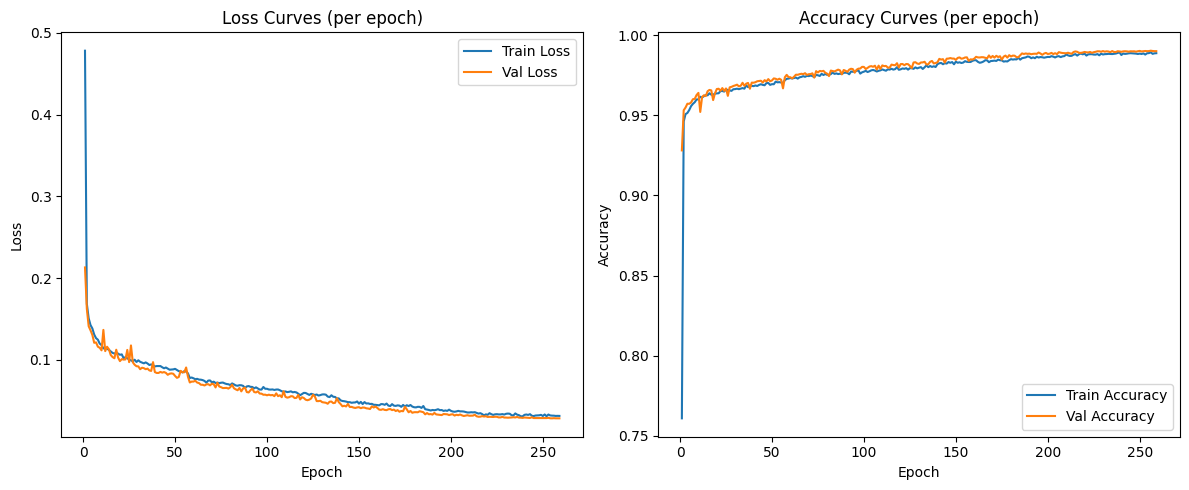 Loss Curves (per epoch)
0.5
0.4
0.3
0.2
0.1
Loss
0
50
100
150
200
250
Epoch
Train Loss
Val Loss
Accuracy Curves (per epoch)
1.00
0.95
0.90
0.85
0.80
0.75
Accuracy
0
50
100
150
200
250
Epoch
Train Accuracy
Val Accuracy